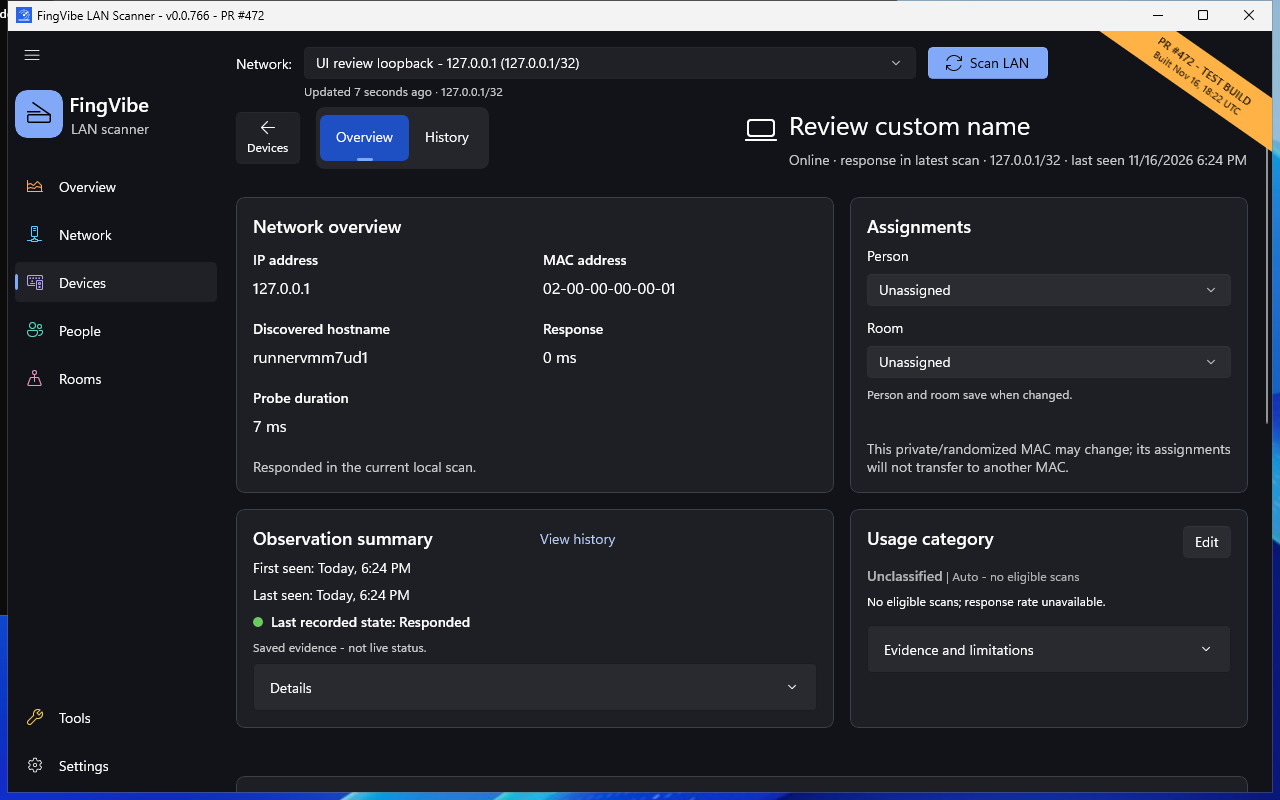 FingVibe LAN Scanner - v0.0.766 - PR #472
Network:
UI review loopback - 127.0.0.1 (127.0.0.1/32)
Scan LAN
Updated 7 seconds ago · 127.0.0.1/32
PR #472 - TEST BUILD
Built Nov 16, 18:22 UTC
FingVibe
LAN scanner
Overview
Network
Devices
People
Rooms
Tools
Settings
Devices
Overview
History
Review custom name
Online · response in latest scan · 127.0.0.1/32 · last seen 11/16/2026 6:24 PM
Network overview
IP address
127.0.0.1
MAC address
02-00-00-00-00-01
Discovered hostname
runnervmm7ud1
Response
0 ms
Probe duration
7 ms
Responded in the current local scan.
Assignments
Person
Unassigned
Room
Unassigned
Person and room save when changed.
This private/randomized MAC may change; its assignments
will not transfer to another MAC.
Observation summary
View history
First seen: Today, 6:24 PM
Last seen: Today, 6:24 PM
Last recorded state: Responded
Saved evidence - not live status.
Details
Usage category
Edit
Unclassified | Auto - no eligible scans
No eligible scans; response rate unavailable.
Evidence and limitations